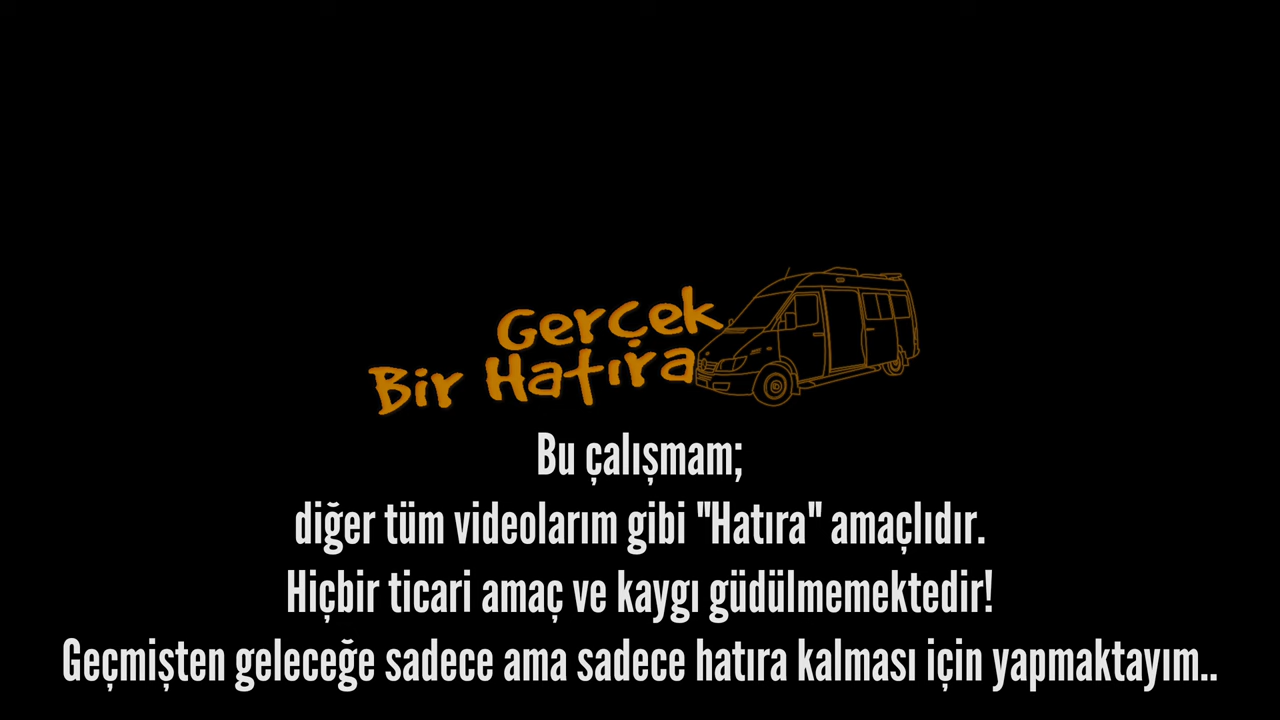 Gerçek
Bir Hatıra
Bu çalışmam;
diğer tüm videolarım gibi "Hatıra" amaçlıdır.
Hiçbir ticari amaç ve kaygı güdülmemektedir!
Geçmişten geleceğe sadece ama sadece hatıra kalması için yapmaktayım..